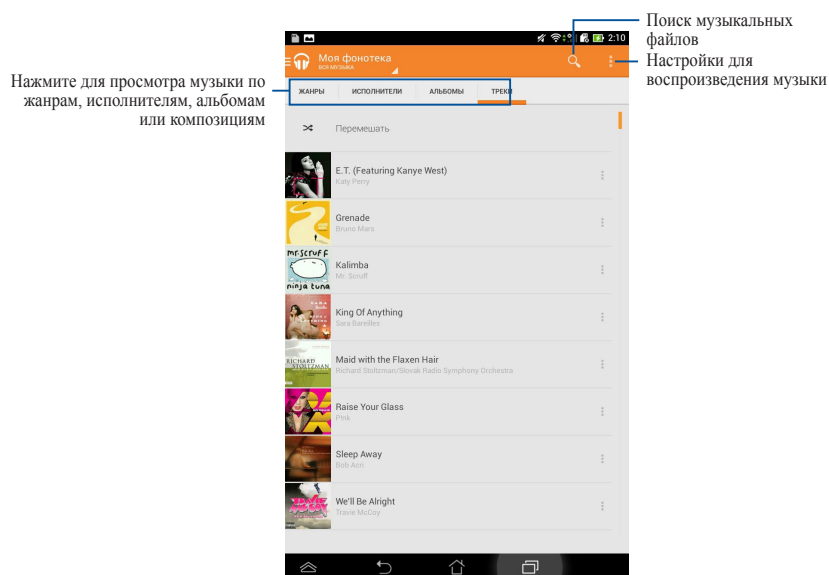 Поиск музыкальных
файлов
Настройки для
воспроизведения музыки
Нажмите для просмотра музыки по
жанрам, исполнителям, альбомам
или композициям
2:10
Моя фонотека
ВСЯ МУЗЫКА
ЖАНРЫ ИСПОЛНИТЕЛИ АЛЬБОМЫ ТРЕКИ
Перемешать
E.T. (Featuring Kanye West)
Katy Perry
Grenade
Bruno Mars
mr.scruff
ninja tuna
Kalimba
Mr. Scruff
SARA
King Of Anything
Sara Bareilles
RICHARD
STOLTZMAN
Maid with the Flaxen Hair
Richard Stoltzman/Slovak Radio Symphony Orchestra
Raise Your Glass
P!nk
Sleep Away
Bob Acri
We'll Be Alright
Travie McCoy